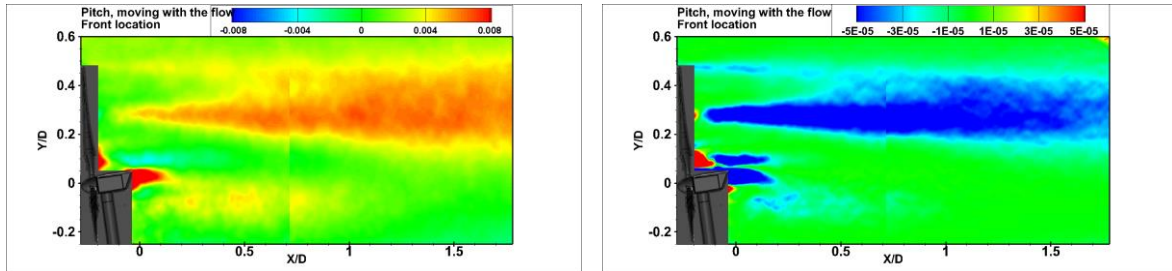 Pitch, moving with the flow
Front location
-0.008 -0.004 0 0.004 0.008
0.6
0.4
0.2
0
-0.2
Y/D
0 0.5 1 1.5
X/D
Pitch, moving with the flow
Front location
-5E-05 -3E-05 -1E-05 1E-05 3E-05 5E-05
0.6
0.4
0.2
0
-0.2
Y/D
0 0.5 1 1.5
X/D